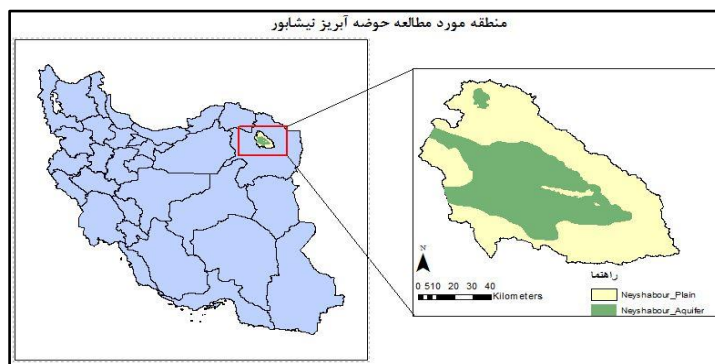 منطقه مورد مطالعه حوضه آبریز نیشابور
N
0 510 20 30 40
Kilometers
راهنما
Neyshabour_Plain
Neyshabour_Aquifer